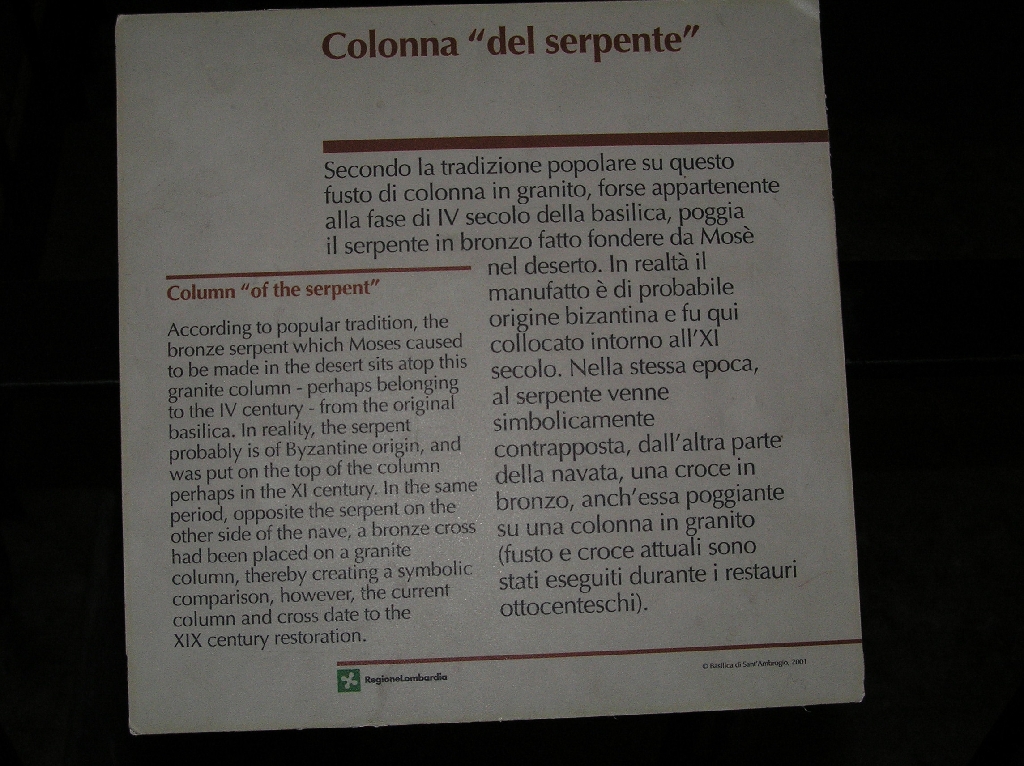 Colonna “del serpente”
Secondo la tradizione popolare su questo
fusto di colonna in granito, forse appartenente
alla fase di IV secolo della basilica, poggia
il serpente in bronzo fatto fondere da Mosè
nel deserto. In realtà il
manufatto è di probabile
origine bizantina e fu qui
collocato intorno all'XI
secolo. Nella stessa epoca,
al serpente venne
simbolicamente
contrapposta, dall'altra parte
della navata, una croce in
bronzo, anch'essa poggiante
su una colonna in granito
(fusto e croce attuali sono
stati eseguiti durante i restauri
ottocenteschi).
Column “of the serpent”
According to popular tradition, the
bronze serpent which Moses caused
to be made in the desert sits atop this
granite column - perhaps belonging
to the IV century - from the original
basilica. In reality, the serpent
probably is of Byzantine origin, and
was put on the top of the column
perhaps in the XI century. In the same
period, opposite the serpent on the
other side of the nave, a bronze cross
had been placed on a granite
column, thereby creating a symbolic
comparison, however, the current
column and cross date to the
XIX century restoration.
RegioneLombardia
© Basilica di Sant'Ambrogio, 2001